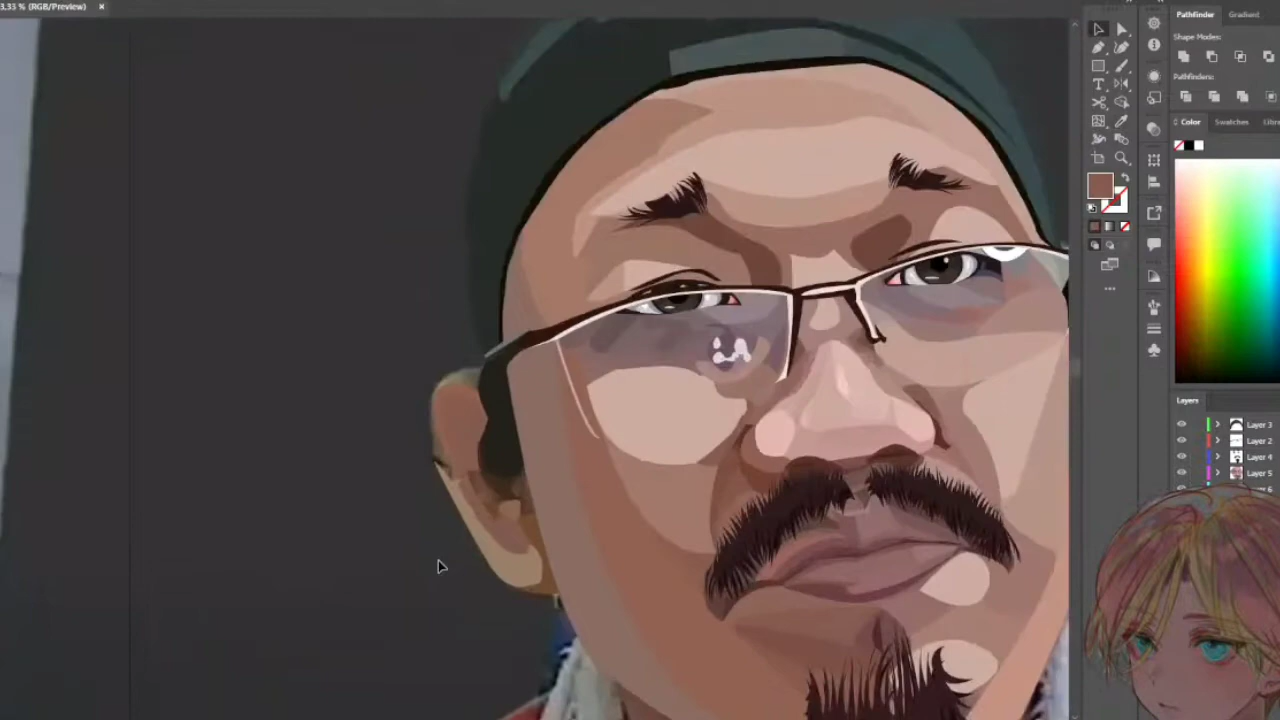 3.33 % (RGB/Preview) ×
Pathfinder Gradient
Shape Modes:
Pathfinders:
Color Swatches
Layers
Layer 3
Layer 2
Layer 4
Layer 5
6